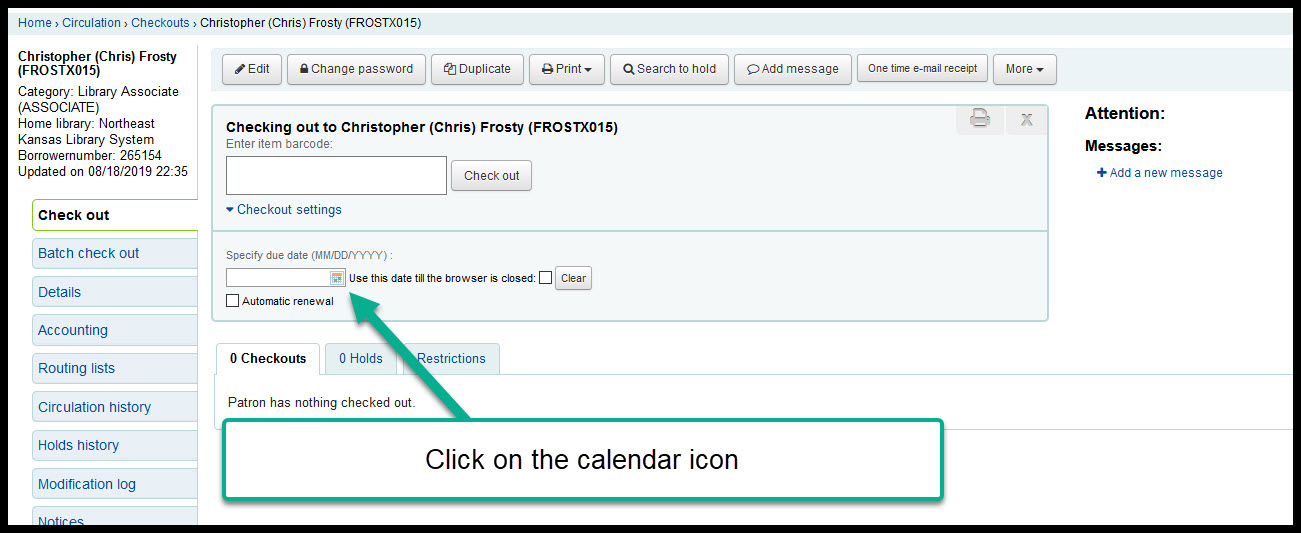 Home › Circulation › Checkouts › Christopher (Chris) Frosty (FROSTX015)
Christopher (Chris) Frosty
(FROSTX015)
Category: Library Associate
(ASSOCIATE)
Home library: Northeast
Kansas Library System
Borrowernumber: 265154
Updated on 08/18/2019 22:35
Check out
Batch check out
Details
Accounting
Routing lists
Circulation history
Holds history
Modification log
Notices
Edit
Change password
Duplicate
Print
Search to hold
Add message
One time e-mail receipt
More
Checking out to Christopher (Chris) Frosty (FROSTX015)
X
Enter item barcode:
Check out
Checkout settings
Specify due date (MM/DD/YYYY) :
Use this date till the browser is closed:
Clear
Automatic renewal
0 Checkouts
0 Holds
Restrictions
Patron has nothing checked out.
Click on the calendar icon
Attention:
Messages:
+ Add a new message